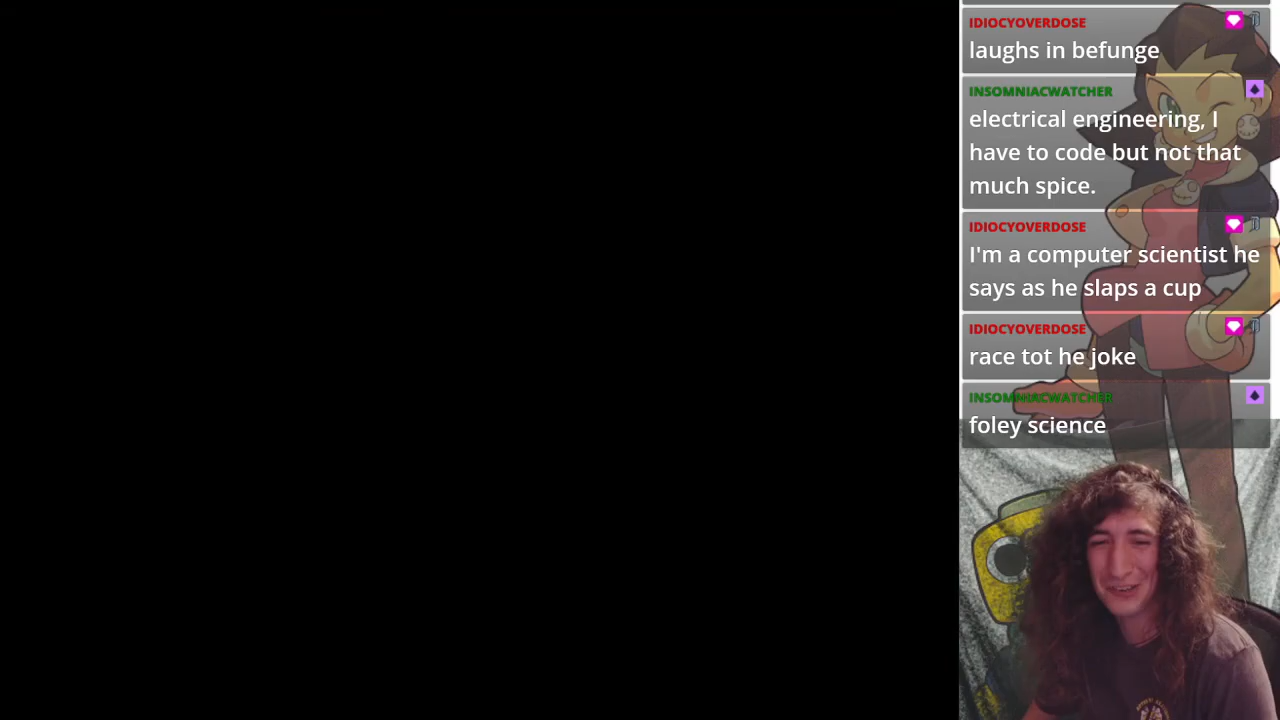 IDIOCYOVERDOSE
laughs in befunge
INSOMNIACWATCHER
electrical engineering, I
have to code but not that
much spice.
IDIOCYOVERDOSE
I'm a computer scientist he
says as he slaps a cup
IDIOCYOVERDOSE
race tot he joke
INSOMNIACWATCHER
foley science